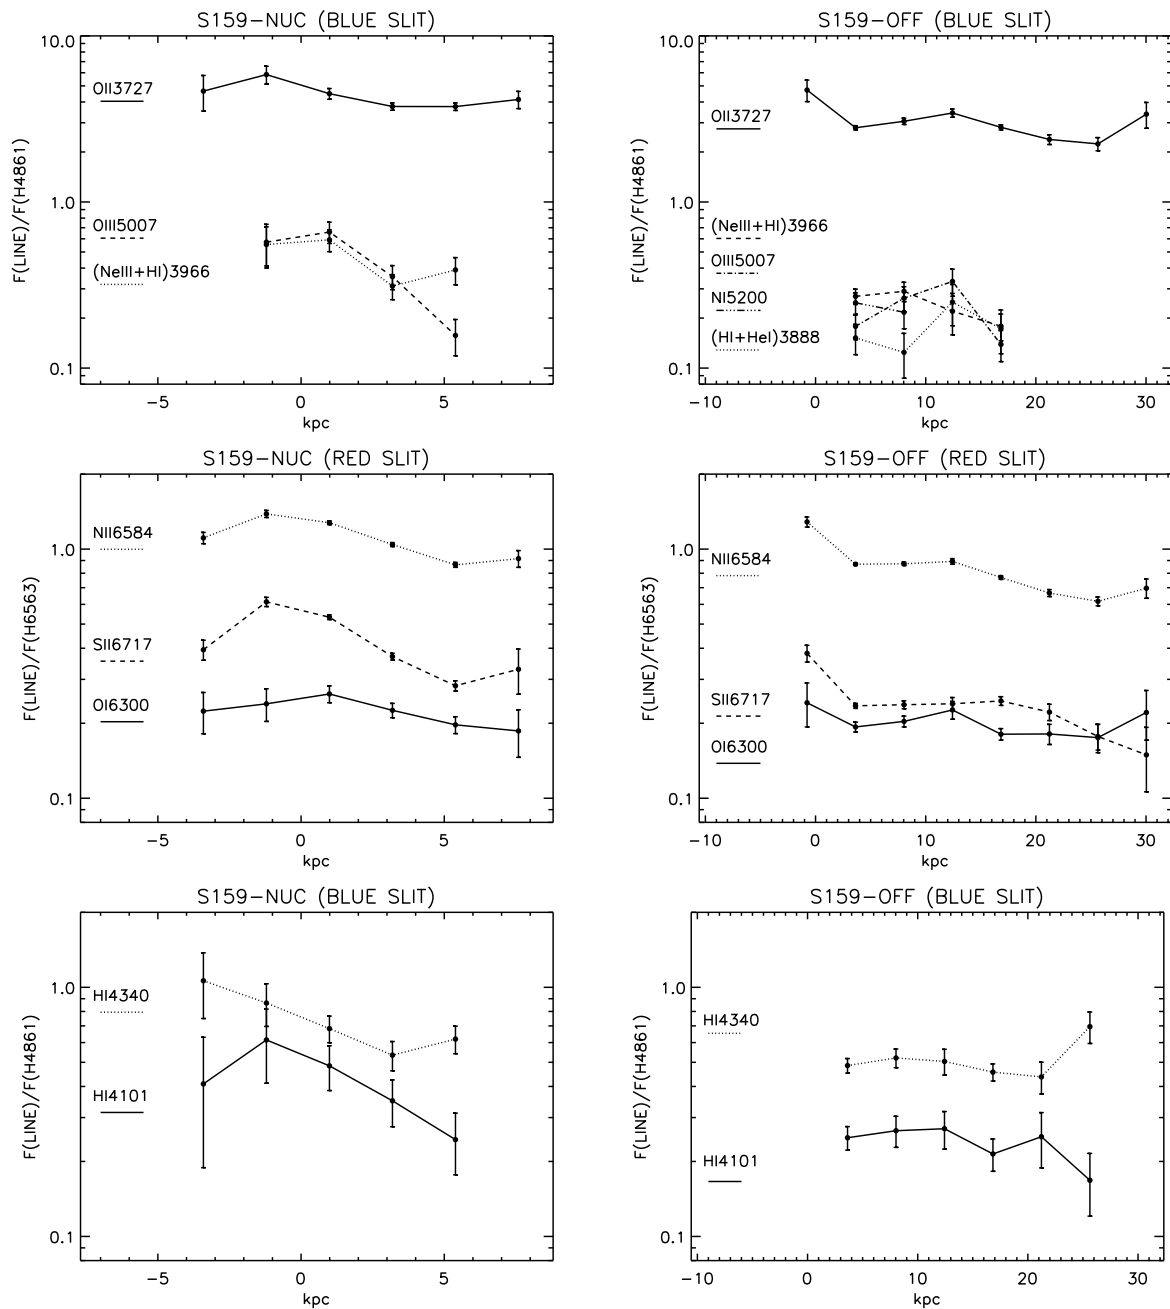 S159-NUC (BLUE SLIT)
10.0
1.0
0.1
F(LINE)/F(H4861)
OII3727
OIII5007
(NeIII+HI)3966
-5 0 5
kpc
S159-OFF (BLUE SLIT)
10.0
1.0
0.1
F(LINE)/F(H4861)
OII3727
(NeIII+HI)3966
OIII5007
NI5200
(HI+HeI)3888
-10 0 10 20 30
kpc
S159-NUC (RED SLIT)
1.0
0.1
F(LINE)/F(H6563)
NII6584
SII6717
OI6300
-5 0 5
kpc
S159-OFF (RED SLIT)
1.0
0.1
F(LINE)/F(H6563)
NII6584
SII6717
OI6300
-10 0 10 20 30
kpc
S159-NUC (BLUE SLIT)
1.0
0.1
F(LINE)/F(H4861)
HI4340
HI4101
-5 0 5
kpc
S159-OFF (BLUE SLIT)
1.0
0.1
F(LINE)/F(H4861)
HI4340
HI4101
-10 0 10 20 30
kpc